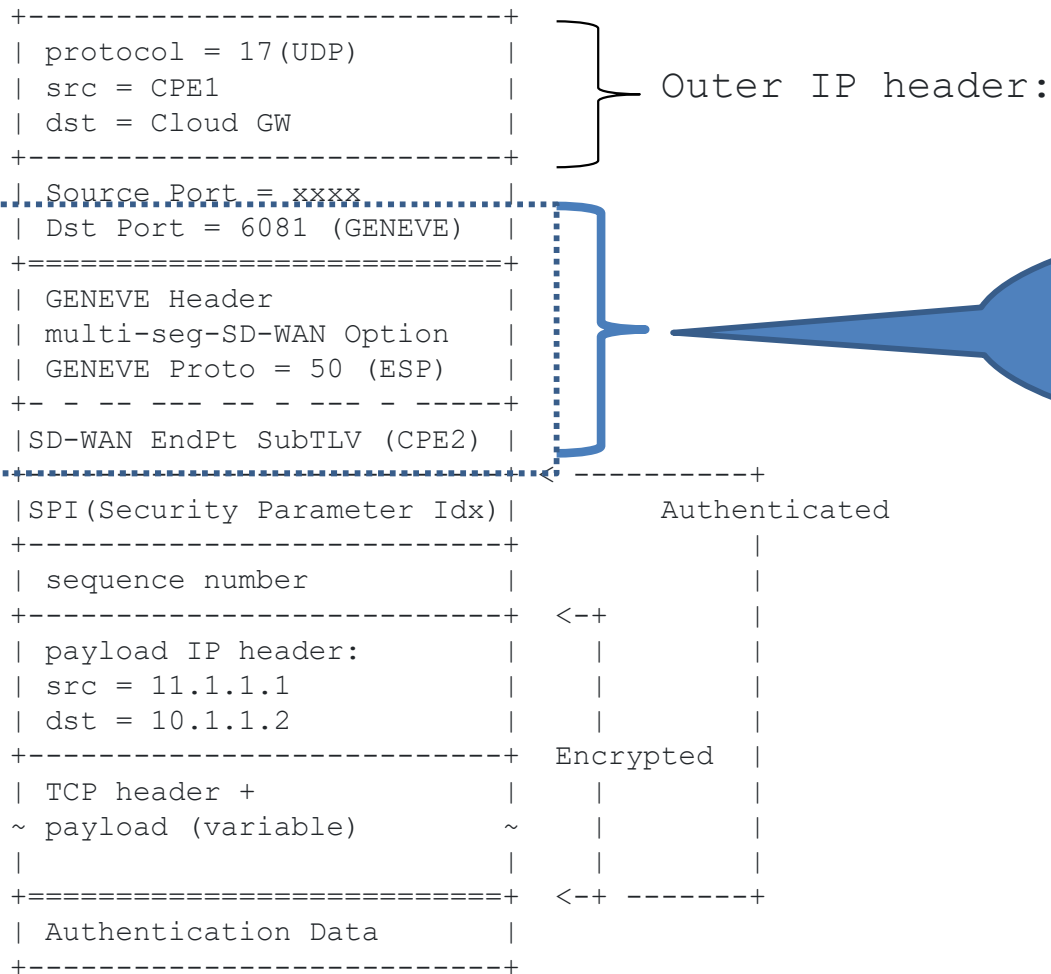 +---------------------------+
| protocol = 17(UDP)        |
| src = CPE1                |
| dst = Cloud GW            |
+---------------------------+
Outer IP header:
| Source Port = xxxx        |
| Dst Port = 6081 (GENEVE)  |
+===========================+
| GENEVE Header             |
| multi-seg-SD-WAN Option   |
| GENEVE Proto = 50 (ESP)   |
+- - -- --- -- - --- - -----+
|SD-WAN EndPt SubTLV (CPE2) |
+---------------------------+ < ----------+
|SPI(Security Parameter Idx)|       Authenticated
+---------------------------+             |
| sequence number           |             |
+---------------------------+  <-+        |
| payload IP header:        |    |        |
| src = 11.1.1.1            |    |        |
| dst = 10.1.1.2            |    |        |
+---------------------------+  Encrypted  |
| TCP header +              |    |        |
~ payload (variable)        ~    |        |
|                           |    |        |
+===========================+  <-+ -------+
| Authentication Data       |
+---------------------------+